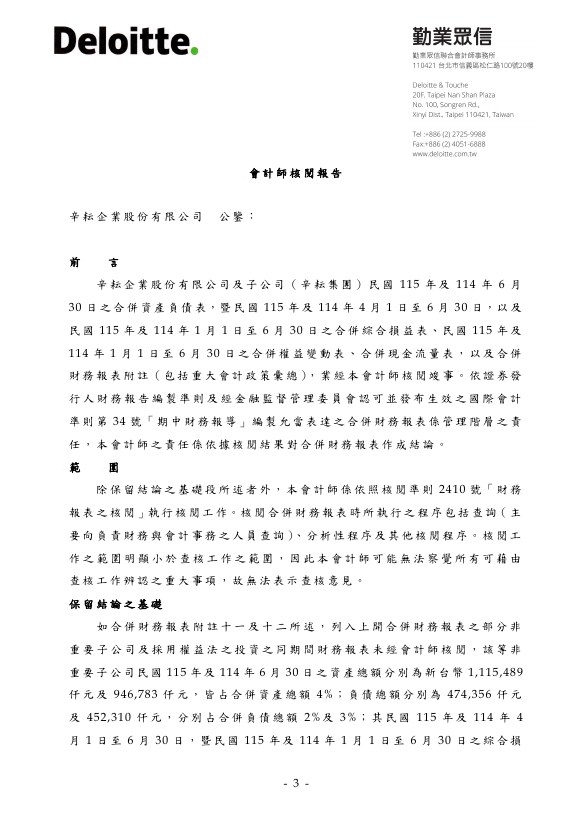 Deloitte.
勤業眾信
勤業眾信聯合會計師事務所
110421 台北市信義區松仁路100號20樓
Deloitte & Touche
20F, Taipei Nan Shan Plaza
No. 100, Songren Rd.,
Xinyi Dist., Taipei 110421, Taiwan
Tel :+886 (2) 2725-9988
Fax:+886 (2) 4051-6888
www.deloitte.com.tw
會計師核閱報告
辛耘企業股份有限公司 公鑒：
前 言
辛耘企業股份有限公司及子公司（辛耘集團）民國 115 年及 114 年 6 月
30 日之合併資產負債表，暨民國 115 年及 114 年 4 月 1 日至 6 月 30 日，以及
民國 115 年及 114 年 1 月 1 日至 6 月 30 日之合併綜合損益表、民國 115 年及
114 年 1 月 1 日至 6 月 30 日之合併權益變動表、合併現金流量表，以及合併
財務報表附註（包括重大會計政策彙總），業經本會計師核閱竣事。依證券發
行人財務報告編製準則及經金融監督管理委員會認可並發布生效之國際會計
準則第 34 號「期中財務報導」編製允當表達之合併財務報表係管理階層之責
任，本會計師之責任係依據核閱結果對合併財務報表作成結論。
範 圍
除保留結論之基礎段所述者外，本會計師係依照核閱準則 2410 號「財務
報表之核閱」執行核閱工作。核閱合併財務報表時所執行之程序包括查詢（主
要向負責財務與會計事務之人員查詢）、分析性程序及其他核閱程序。核閱工
作之範圍明顯小於查核工作之範圍，因此本會計師可能無法察覺所有可藉由
查核工作辨認之重大事項，故無法表示查核意見。
保留結論之基礎
如合併財務報表附註十一及十二所述，列入上開合併財務報表之部分非
重要子公司及採用權益法之投資之同期間財務報表未經會計師核閱，該等非
重要子公司民國 115 年及 114 年 6 月 30 日之資產總額分別為新台幣 1,115,489
仟元及 946,783 仟元，皆占合併資產總額 4%；負債總額分別為 474,356 仟元
及 452,310 仟元，分別占合併負債總額 2%及 3%；其民國 115 年及 114 年 4
月 1 日至 6 月 30 日，暨民國 115 年及 114 年 1 月 1 日至 6 月 30 日之綜合損
- 3 -